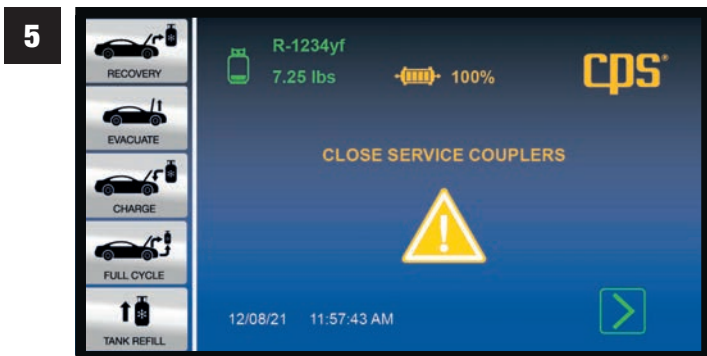 5
RECOVERY
EVACUATE
CHARGE
FULL CYCLE
TANK REFILL
R-1234yf
7.25 lbs
100%
cps®
CLOSE SERVICE COUPLERS
12/08/21 11:57:43 AM